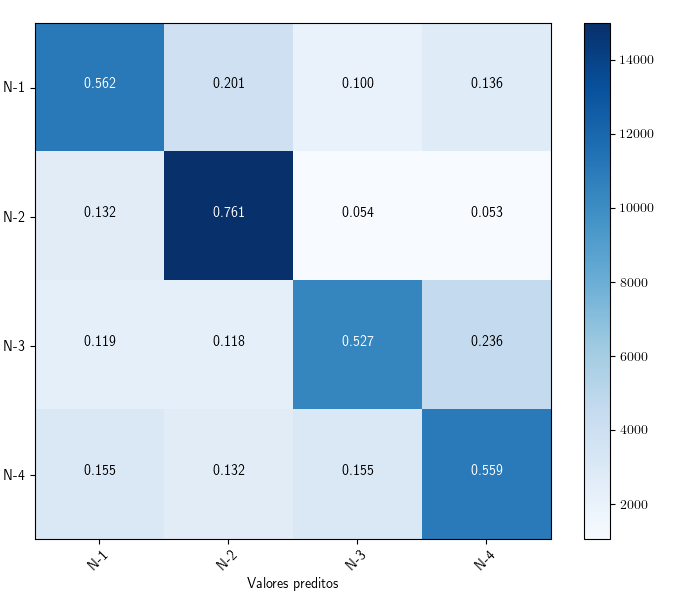 N-1 0.562 0.201 0.100 0.136
N-2 0.132 0.761 0.054 0.053
N-3 0.119 0.118 0.527 0.236
N-4 0.155 0.132 0.155 0.559
N-1 N-2 N-3 N-4
Valores preditos
14000
12000
10000
8000
6000
4000
2000